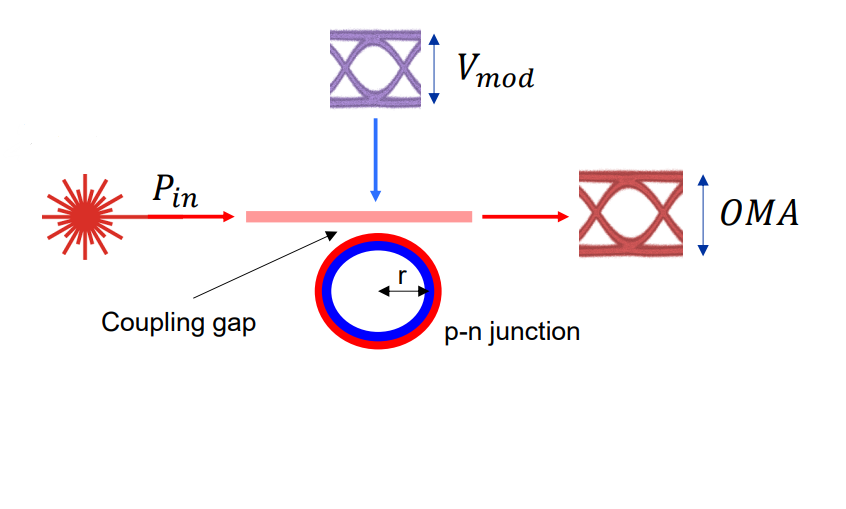 V_mod
P_in
OMA
r
Coupling gap
p-n junction